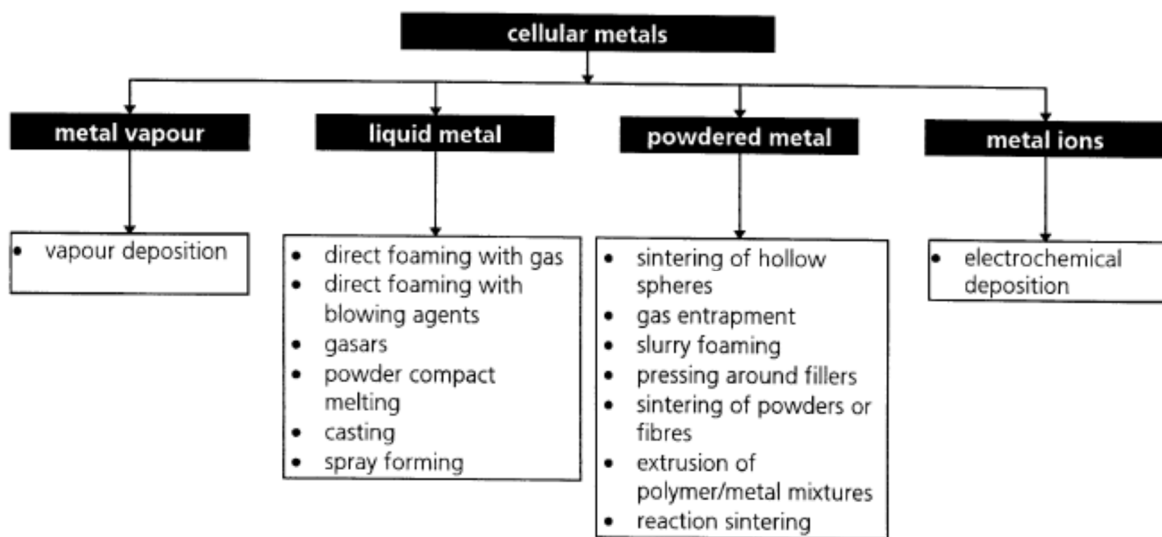 cellular metals
metal vapour
liquid metal
powdered metal
metal ions
• vapour deposition
• direct foaming with gas
• direct foaming with
blowing agents
• gasars
• powder compact
melting
• casting
• spray forming
• sintering of hollow
spheres
• gas entrapment
• slurry foaming
• pressing around fillers
• sintering of powders or
fibres
• extrusion of
polymer/metal mixtures
• reaction sintering
• electrochemical
deposition